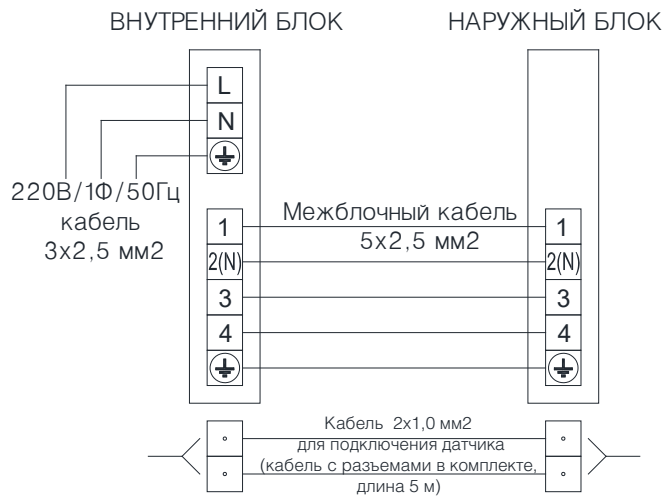 ВНУТРЕННИЙ БЛОК НАРУЖНЫЙ БЛОК
L
N
220В/1Ф/50Гц
кабель
3х2,5 мм2
Межблочный кабель
5х2,5 мм2
1 1
2(N) 2(N)
3 3
4 4
Кабель 2х1,0 мм2
для подключения датчика
(кабель с разъемами в комплекте,
длина 5 м)